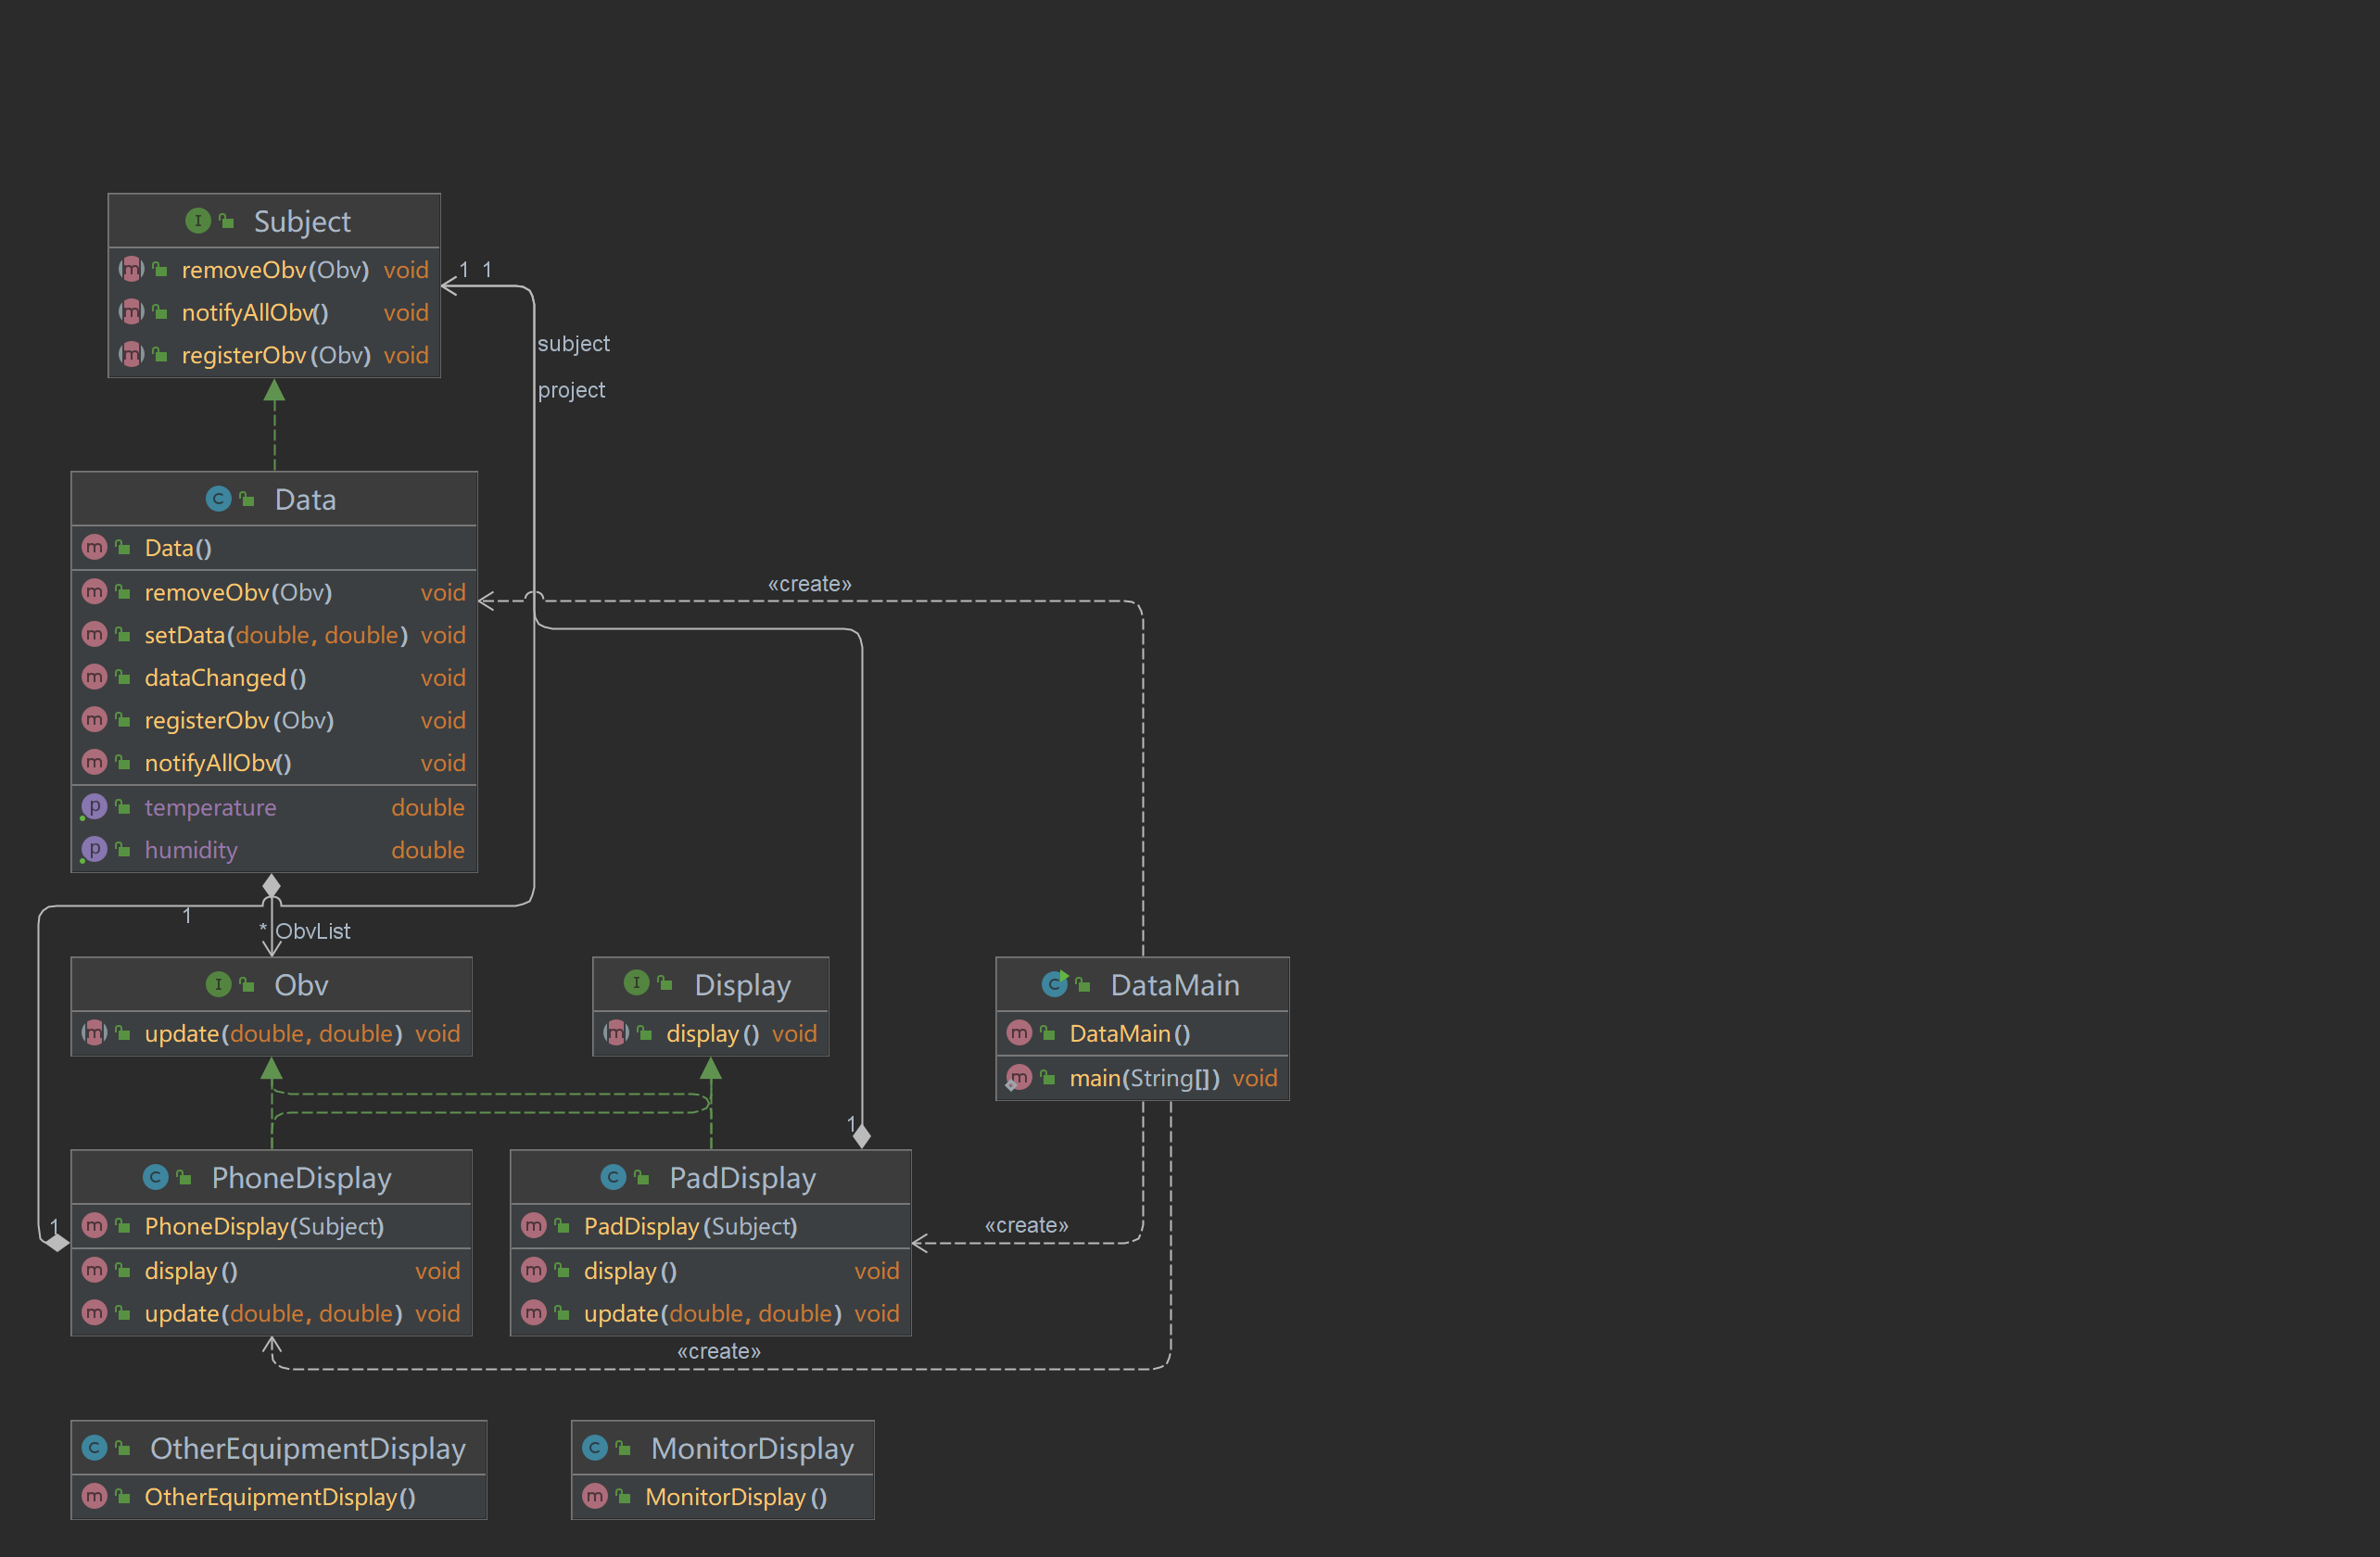 Subject
removeObv(Obv) void
notifyAllObv() void
registerObv(Obv) void
1 1
subject
project
Data
Data()
removeObv(Obv) void
setData(double, double) void
dataChanged() void
registerObv(Obv) void
notifyAllObv() void
temperature double
humidity double
«create»
1
* ObvList
Obv
update(double, double) void
Display
display() void
DataMain
DataMain()
main(String[]) void
1
1
PhoneDisplay
PhoneDisplay(Subject)
display() void
update(double, double) void
PadDisplay
PadDisplay(Subject)
display() void
update(double, double) void
«create»
«create»
OtherEquipmentDisplay
OtherEquipmentDisplay()
MonitorDisplay
MonitorDisplay()